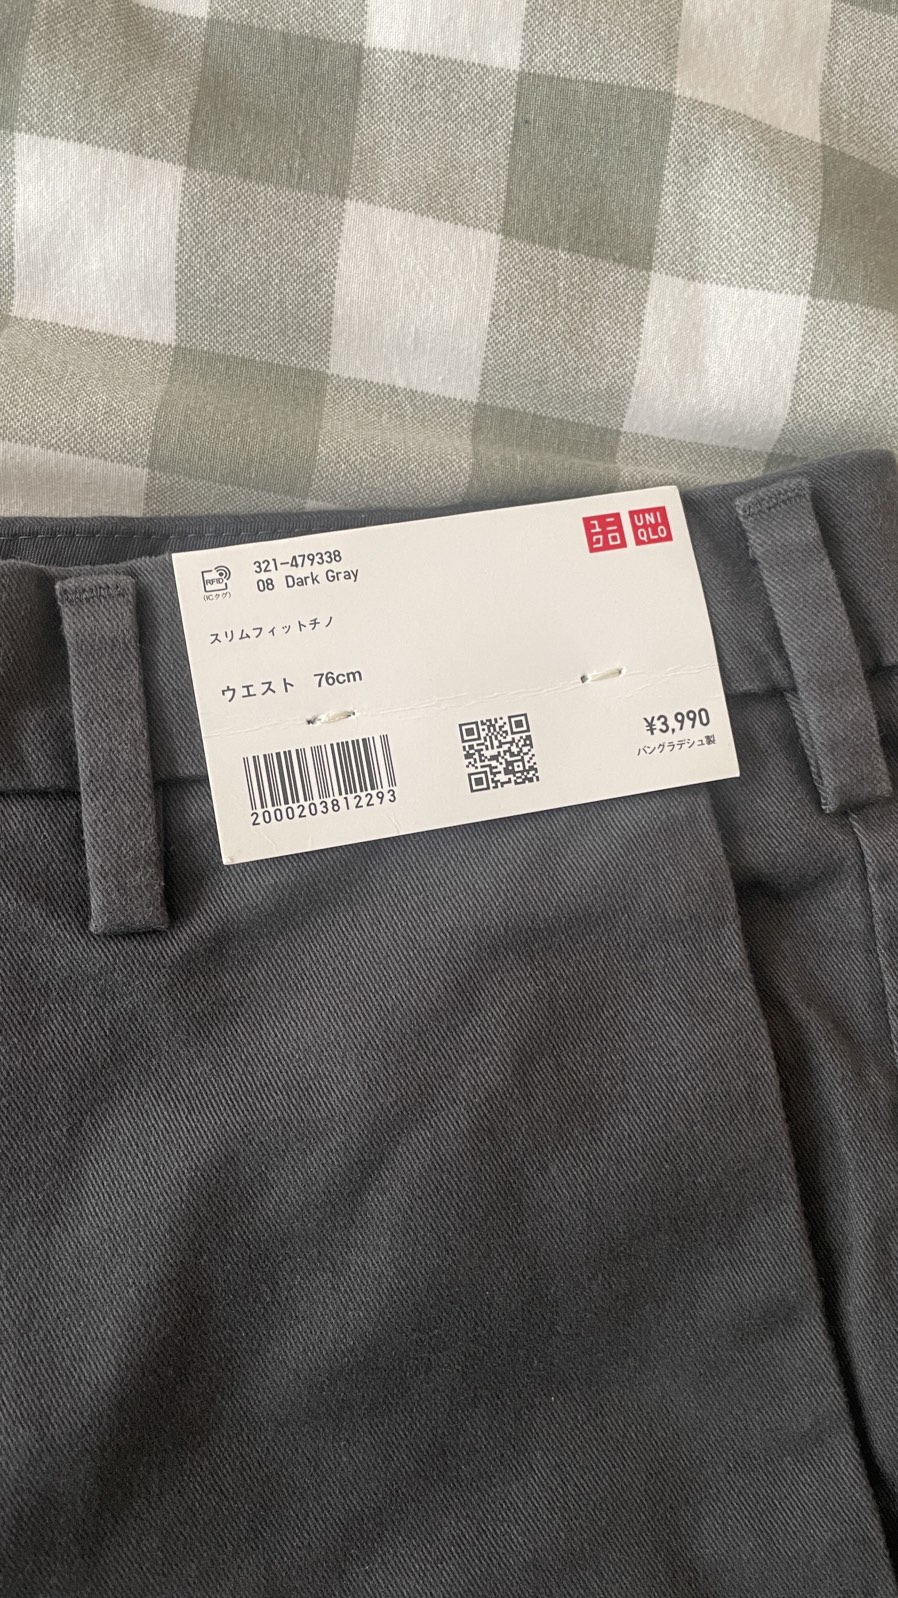 ユニクロ
UNIQLO
RFID
(ICタグ)
321-479338
08 Dark Gray
スリムフィットチノ
ウエスト 76cm
2000203812293
¥3,990
バングラデシュ製